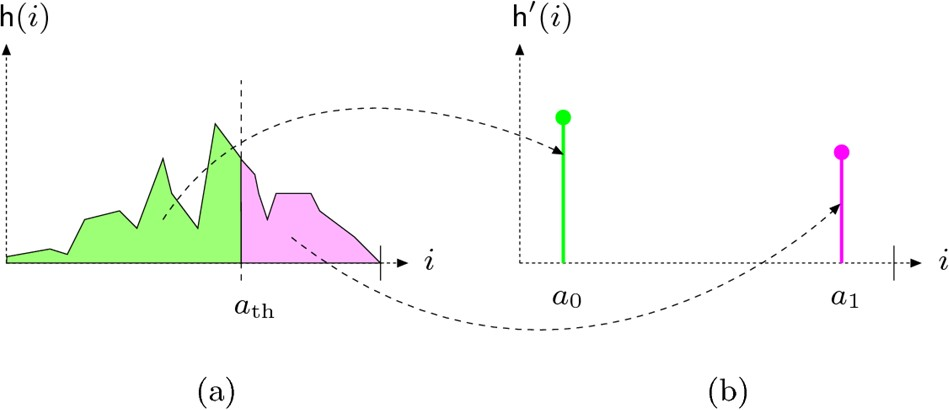 h(i)
h′(i)
i
i
a_th
a_0
a_1
(a)
(b)